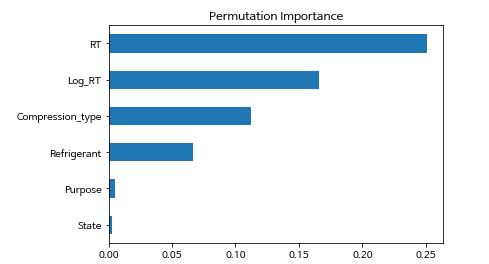 Permutation Importance
RT
Log_RT
Compression_type
Refrigerant
Purpose
State
0.00 0.05 0.10 0.15 0.20 0.25